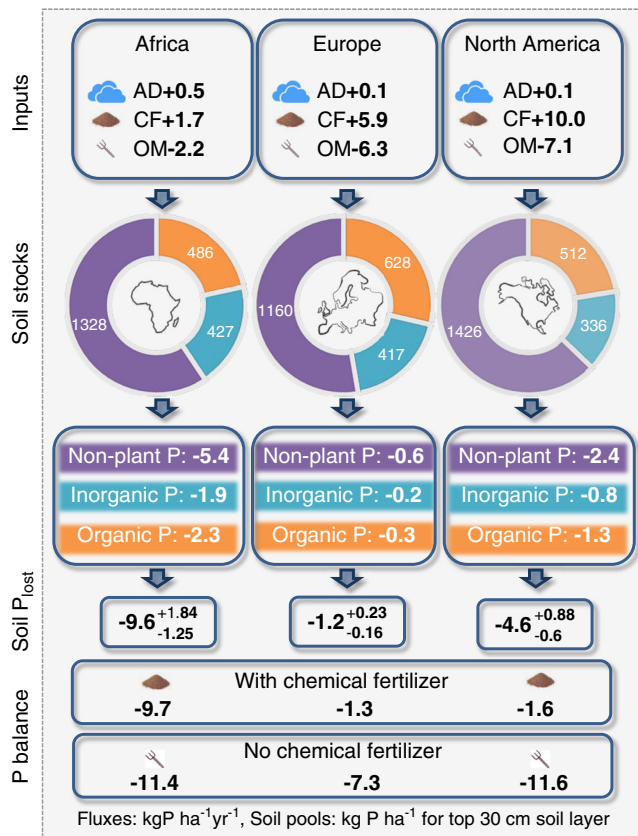 Inputs
Africa
AD+0.5
CF+1.7
OM-2.2
Europe
AD+0.1
CF+5.9
OM-6.3
North America
AD+0.1
CF+10.0
OM-7.1
Soil stocks
486
1328
427
628
1160
417
512
1426
336
Soil P_lost
Non-plant P: -5.4
Inorganic P: -1.9
Organic P: -2.3
Non-plant P: -0.6
Inorganic P: -0.2
Organic P: -0.3
Non-plant P: -2.4
Inorganic P: -0.8
Organic P: -1.3
-9.6 +1.84 -1.25
-1.2 +0.23 -0.16
-4.6 +0.88 -0.6
P balance
With chemical fertilizer
-9.7 -1.3 -1.6
No chemical fertilizer
-11.4 -7.3 -11.6
Fluxes: kgP ha⁻¹yr⁻¹, Soil pools: kg P ha⁻¹ for top 30 cm soil layer